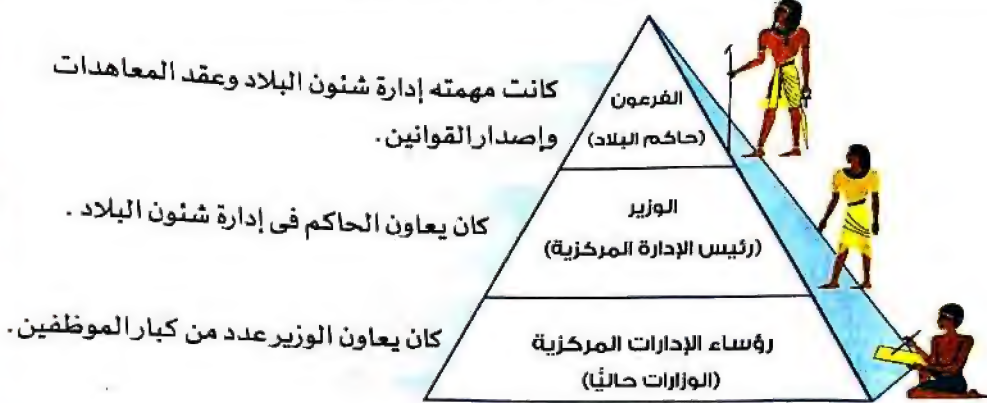 الفرعون
(حاكم البلاد)
كانت مهمته إدارة شئون البلاد وعقد المعاهدات
وإصدار القوانين.
الوزير
(رئيس الإدارة المركزية)
كان يعاون الحاكم فى إدارة شئون البلاد .
رؤساء الإدارات المركزية
(الوزارات حاليًّا)
كان يعاون الوزير عدد من كبار الموظفين.